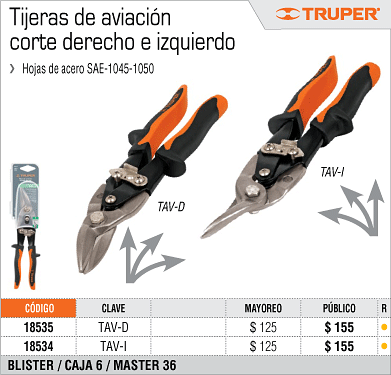 Tijeras de aviación
corte derecho e izquierdo
TRUPER®
› Hojas de acero SAE-1045-1050
TRUPER
TAV-D
TAV-I
CÓDIGO CLAVE MAYOREO PÚBLICO R
18535 TAV-D $ 125 $ 155
18534 TAV-I $ 125 $ 155
BLISTER / CAJA 6 / MASTER 36